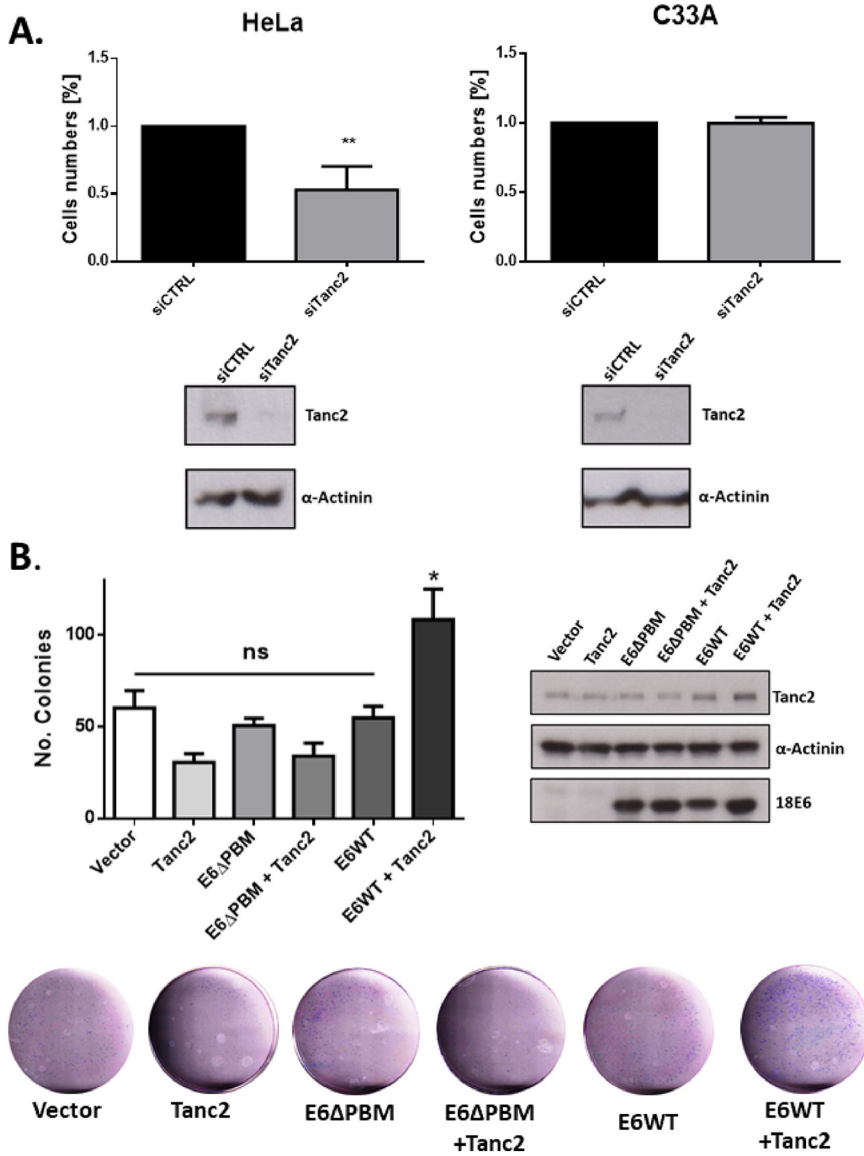 A.
HeLa
Cells numbers [%]
1.5
1.0
0.5
0.0
**
siCTRL
siTanc2
C33A
Cells numbers [%]
1.5
1.0
0.5
0.0
siCTRL
siTanc2
siCTRL
siTanc2
Tanc2
α-Actinin
siCTRL
siTanc2
Tanc2
α-Actinin
B.
No. Colonies
100
50
0
ns
*
Vector
Tanc2
E6ΔPBM
E6ΔPBM + Tanc2
E6WT
E6WT + Tanc2
Vector
Tanc2
E6ΔPBM
E6ΔPBM + Tanc2
E6WT
E6WT + Tanc2
Tanc2
α-Actinin
18E6
Vector
Tanc2
E6ΔPBM
E6ΔPBM
+Tanc2
E6WT
E6WT
+Tanc2